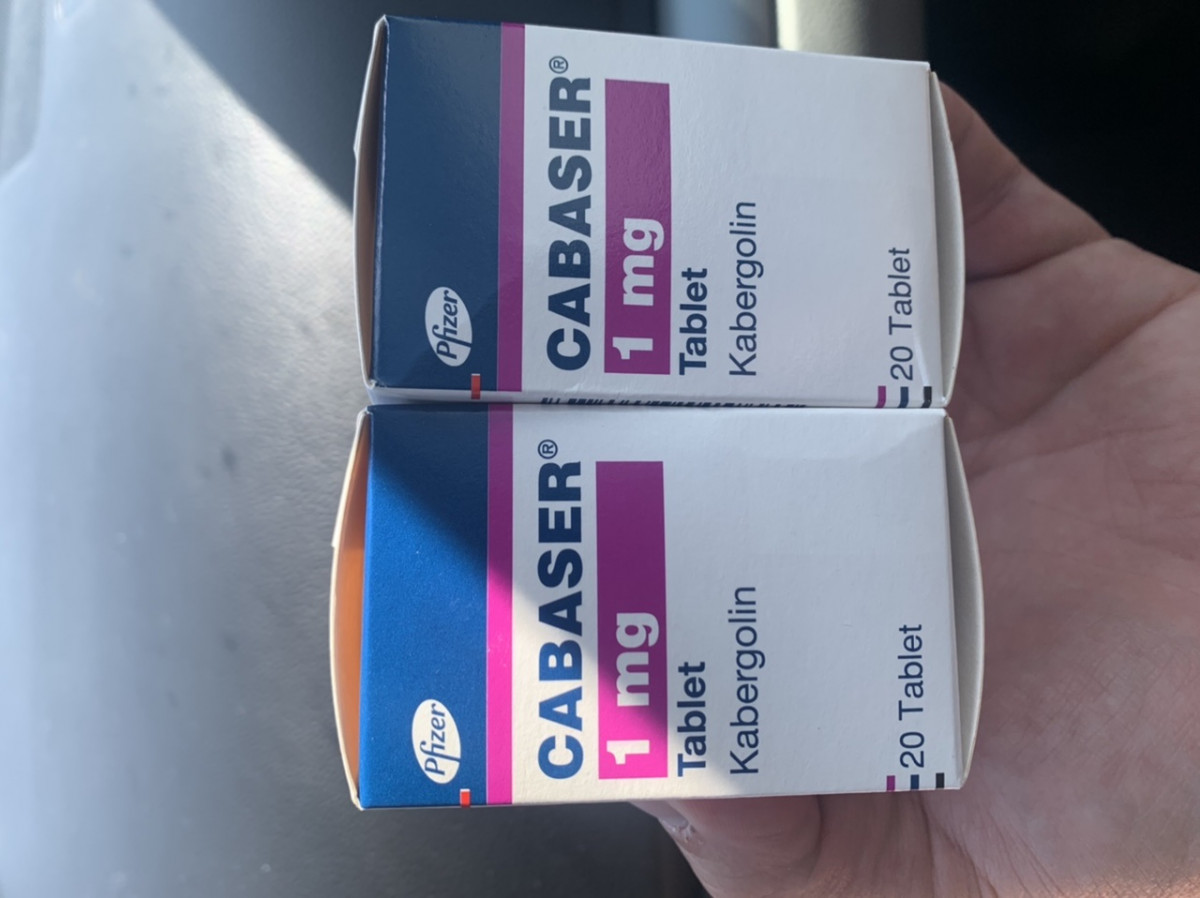 Pfizer
CABASER®
1 mg
Tablet
Kabergolin
20 Tablet
Pfizer
CABASER®
1 mg
Tablet
Kabergolin
20 Tablet